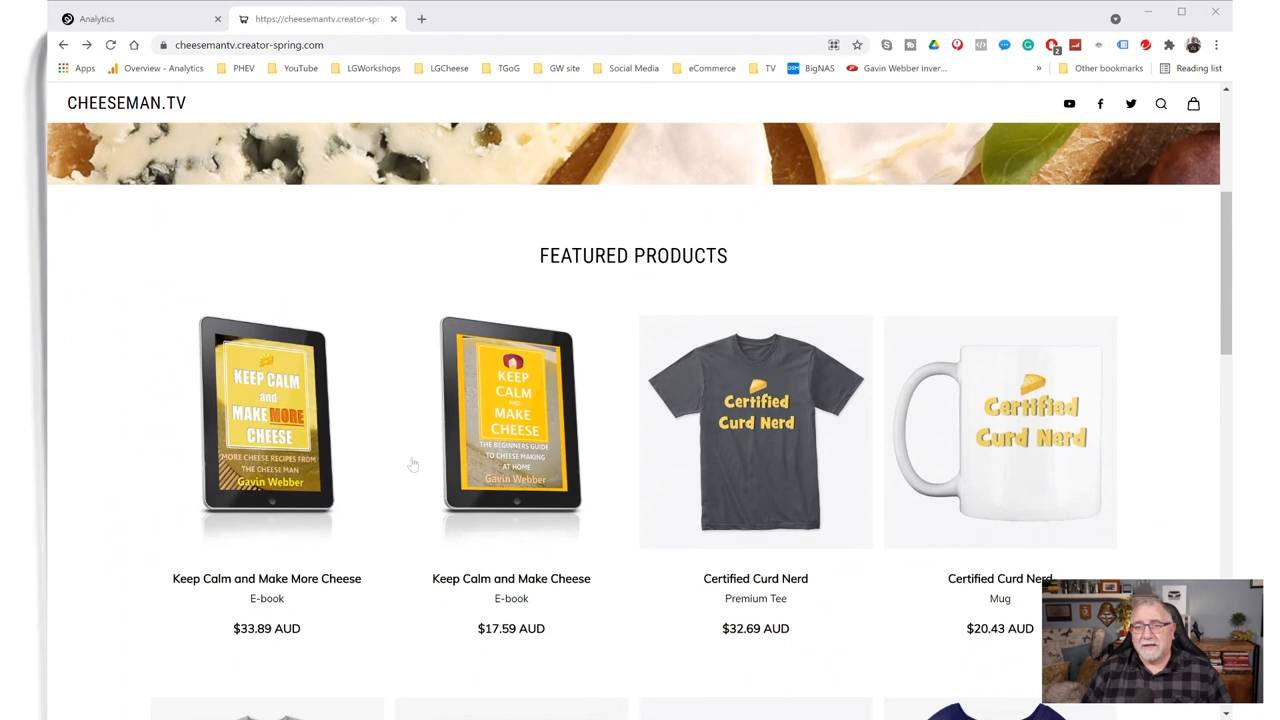 Analytics
https://cheesemantv.creator-spri
cheesemantv.creator-spring.com
2
Apps
Overview - Analytics
PHEV
YouTube
LGWorkshops
LGCheese
TGoG
GW site
Social Media
eCommerce
TV
DSM
BigNAS
Gavin Webber inver...
»
Other bookmarks
Reading list
CHEESEMAN.TV
FEATURED PRODUCTS
KEEP CALM
and
MAKE MORE
CHEESE
MORE CHEESE RECIPES FROM
THE CHEESE MAN
Gavin Webber
KEEP
CALM
AND
MAKE
CHEESE
THE BEGINNERS GUIDE
TO CHEESE MAKING
AT HOME
Gavin Webber
Certified
Curd Nerd
Certified
Curd Nerd
Keep Calm and Make More Cheese
E-book
$33.89 AUD
Keep Calm and Make Cheese
E-book
$17.59 AUD
Certified Curd Nerd
Premium Tee
$32.69 AUD
Certified Curd Nerd
Mug
$20.43 AUD